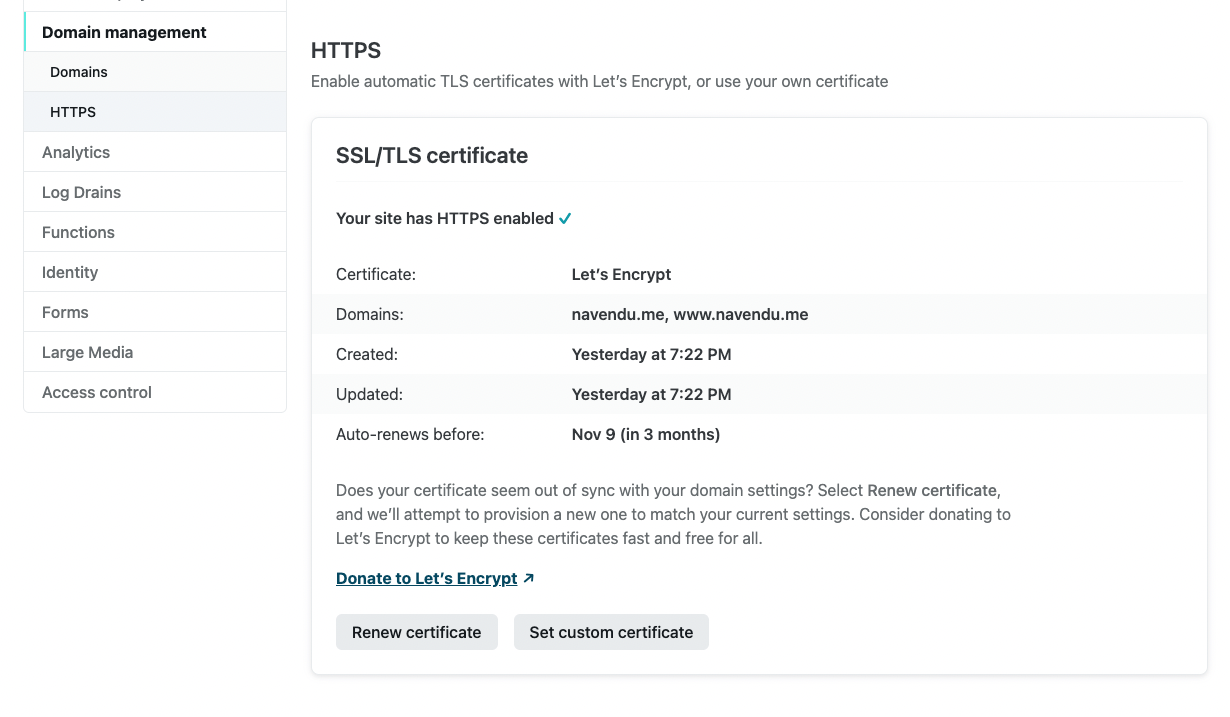 Domain management
Domains
HTTPS
Analytics
Log Drains
Functions
Identity
Forms
Large Media
Access control
HTTPS
Enable automatic TLS certificates with Let’s Encrypt, or use your own certificate
SSL/TLS certificate
Your site has HTTPS enabled ✓
Certificate: Let’s Encrypt
Domains: navendu.me, www.navendu.me
Created: Yesterday at 7:22 PM
Updated: Yesterday at 7:22 PM
Auto-renews before: Nov 9 (in 3 months)
Does your certificate seem out of sync with your domain settings? Select Renew certificate,
and we’ll attempt to provision a new one to match your current settings. Consider donating to
Let’s Encrypt to keep these certificates fast and free for all.
Donate to Let’s Encrypt ↗
Renew certificate Set custom certificate